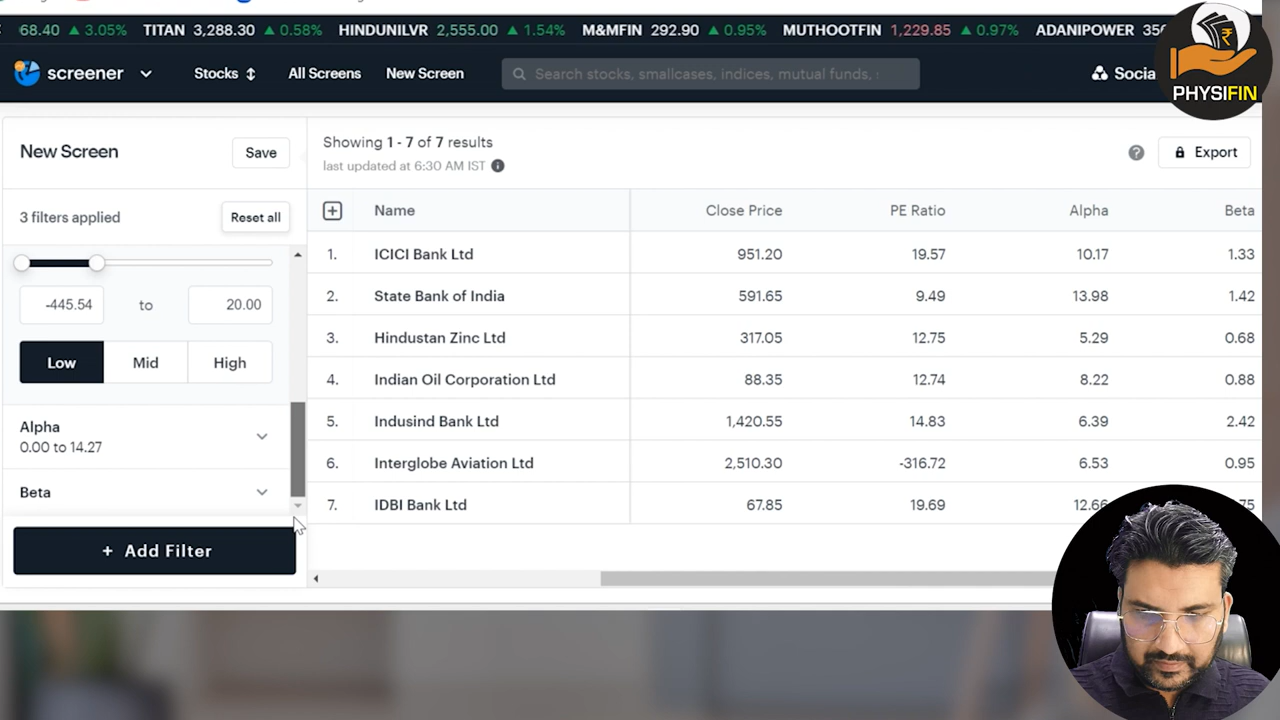 68.40 ▲ 3.05% TITAN 3,288.30 ▲ 0.58% HINDUNILVR 2,555.00 ▲ 1.54% M&MFIN 292.90 ▲ 0.95% MUTHOOTFIN 1,229.85 ▲ 0.97% ADANIPOWER
PHYSIFIN
screener Stocks All Screens New Screen Search stocks, smallcases, indices, mutual funds,
New Screen Save
Showing 1 - 7 of 7 results
last updated at 6:30 AM IST
Export
3 filters applied Reset all
Name Close Price PE Ratio Alpha Beta
1. ICICI Bank Ltd 951.20 19.57 10.17 1.33
2. State Bank of India 591.65 9.49 13.98 1.42
3. Hindustan Zinc Ltd 317.05 12.75 5.29 0.68
4. Indian Oil Corporation Ltd 88.35 12.74 8.22 0.88
5. Indusind Bank Ltd 1,420.55 14.83 6.39 2.42
6. Interglobe Aviation Ltd 2,510.30 -316.72 6.53 0.95
7. IDBI Bank Ltd 67.85 19.69
-445.54 to 20.00
Low Mid High
Alpha
0.00 to 14.27
Beta
+ Add Filter